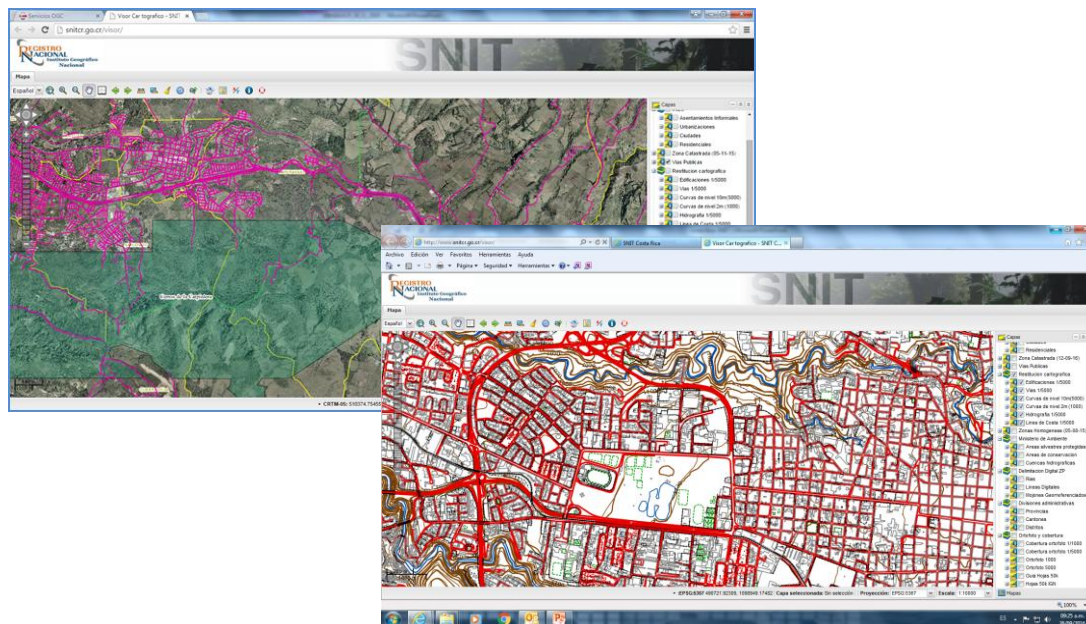 Servicios OGC
Visor Cartografico - SNIT
snitcr.go.cr/visor/
REGISTRO
NACIONAL
Instituto Geográfico
Nacional
SNIT
Mapa
Español
Capas
Asentamientos Informales
Urbanizaciones
Ciudades
Residenciales
Zona Catastrada (05-11-15)
Vias Publicas
Restitucion cartografica
Edificaciones 1/5000
Vias 1/5000
Curvas de nivel 10m(5000)
Curvas de nivel 2m (1000)
Hidrografia 1/5000
Linea de Costa 1/5000
CRTM-05:
http://www.snitcr.go.cr/visor/
SNIT Costa Rica
Visor Cartografico - SNIT C...
Archivo Edición Ver Favoritos Herramientas Ayuda
Página Seguridad Herramientas
REGISTRO
NACIONAL
Instituto Geográfico
Nacional
SNIT
Mapa
Español
Capas
Residenciales
Zona Catastrada (12-09-16)
Vias Publicas
Restitucion cartografica
Edificaciones 1/5000
Vias 1/5000
Curvas de nivel 10m(5000)
Curvas de nivel 2m (1000)
Hidrografia 1/5000
Linea de Costa 1/5000
Ministerio de Ambiente
Areas silvestres protegidas
Areas de conservacion
Cuencas hidrograficas
Delimitacion Digital ZP
Rias
Lineas Digitales
Mojones Georreferenciados
Divisiones administrativas
Provincias
Cantones
Distritos
Ortofoto y cobertura
Cobertura ortofoto 1/1000
Cobertura ortofoto 1/5000
Ortofoto 1000
Ortofoto 5000
Hojas 50k IGN
Capa seleccionada: Sin selección Proyección: EPSG:5367 Escala: 1:10000
Mapas
100%
ES